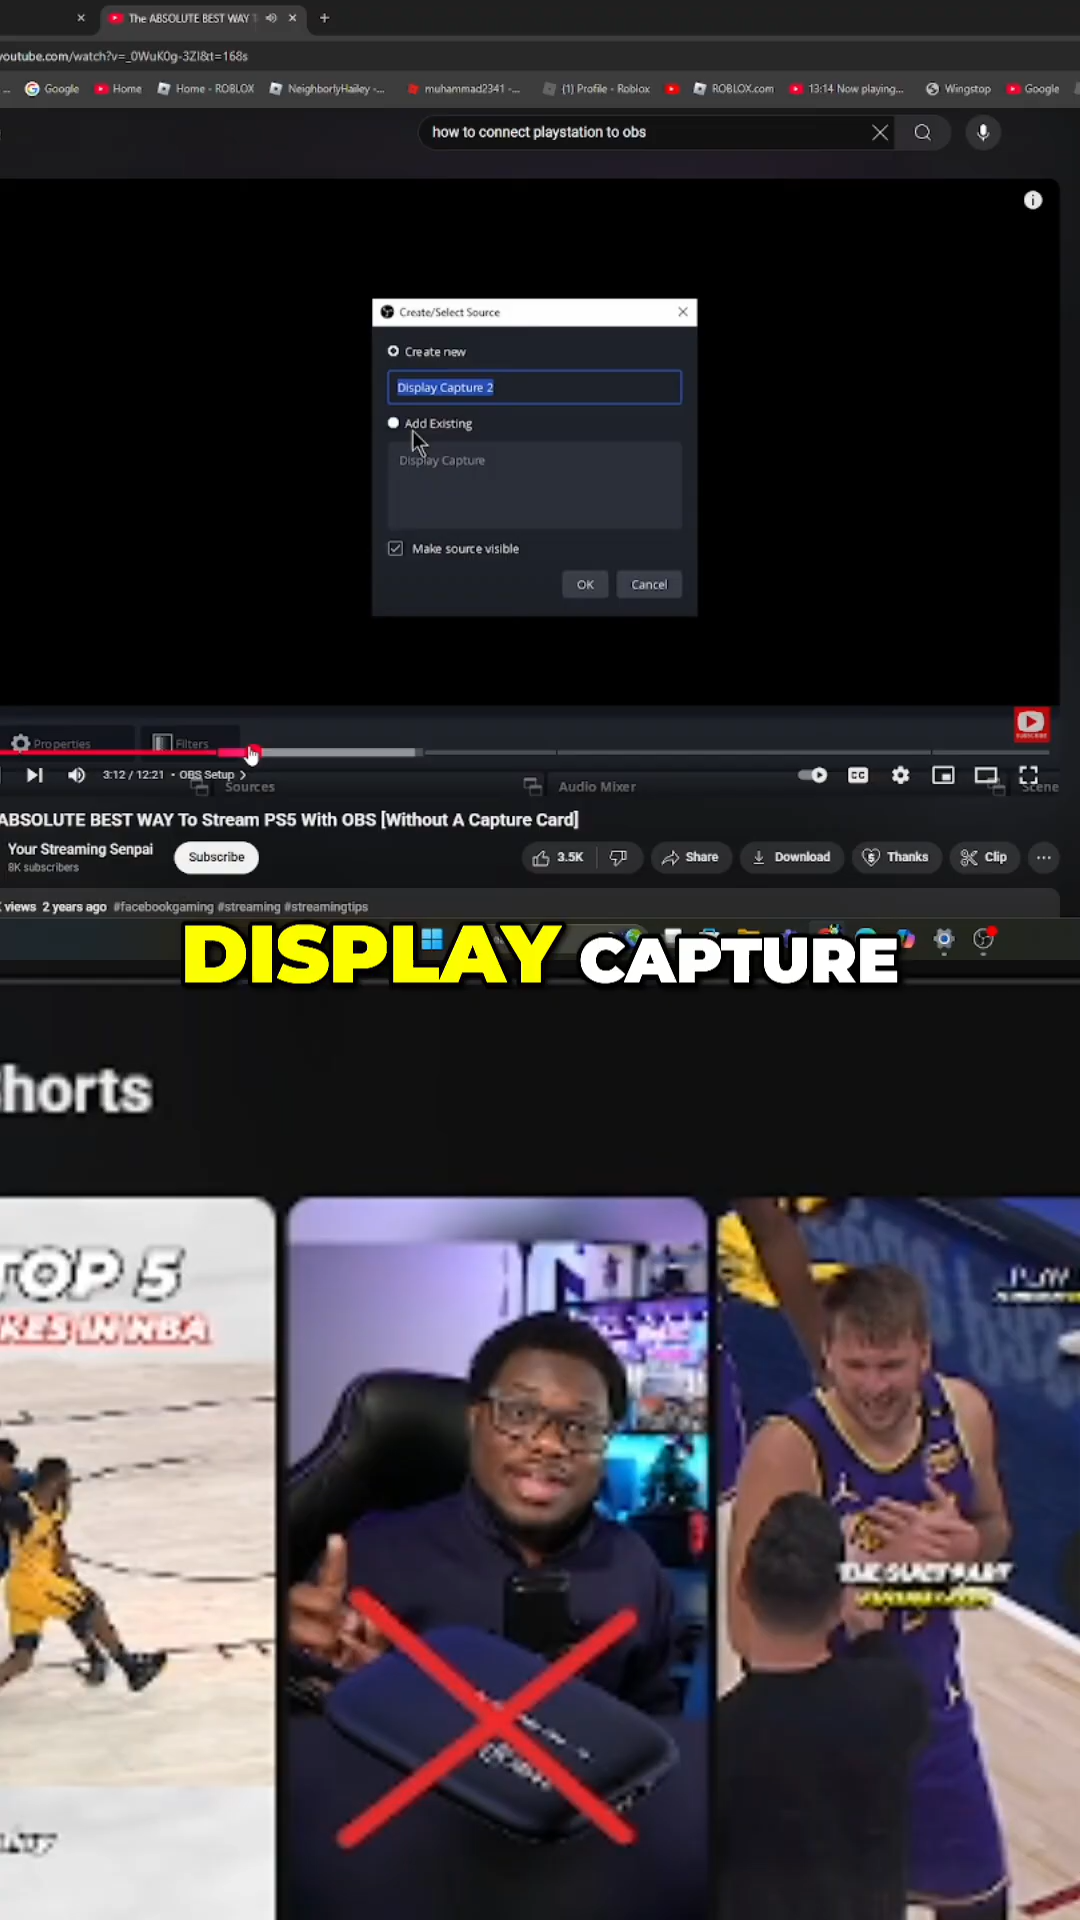 The ABSOLUTE BEST WAY T
youtube.com/watch?v=_0WuK0g-3ZI&t=168s
Google
Home
Home - ROBLOX
NeighborlyHailey -...
muhammad2341 -...
(1) Profile - Roblox
ROBLOX.com
13:14 Now playing...
Wingstop
Google
how to connect playstation to obs
Create/Select Source
Create new
Display Capture 2
Add Existing
Display Capture
Make source visible
OK
Cancel
Properties
Filters
3:12 / 12:21 • OBS Setup
CC
Sources
Audio Mixer
Scene
ABSOLUTE BEST WAY To Stream PS5 With OBS [Without A Capture Card]
Your Streaming Senpai
8K subscribers
Subscribe
3.5K
Share
Download
Thanks
Clip
views 2 years ago #facebookgaming #streaming #streamingtips
DISPLAY CAPTURE
Shorts
TOP 5
KES IN NBA